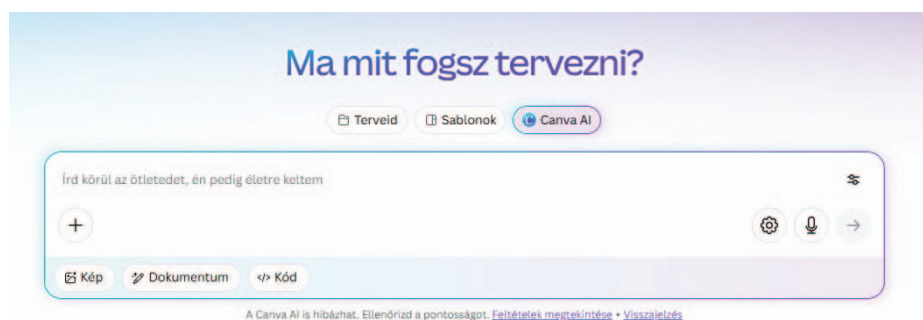 Ma mit fogsz tervezni?
Terveid Sablonok Canva AI
Írd körül az ötletedet, én pedig életre keltem
Kép Dokumentum </> Kód
A Canva AI is hibázhat. Ellenőrizd a pontosságot. Feltételek megtekintése • Visszajelzés